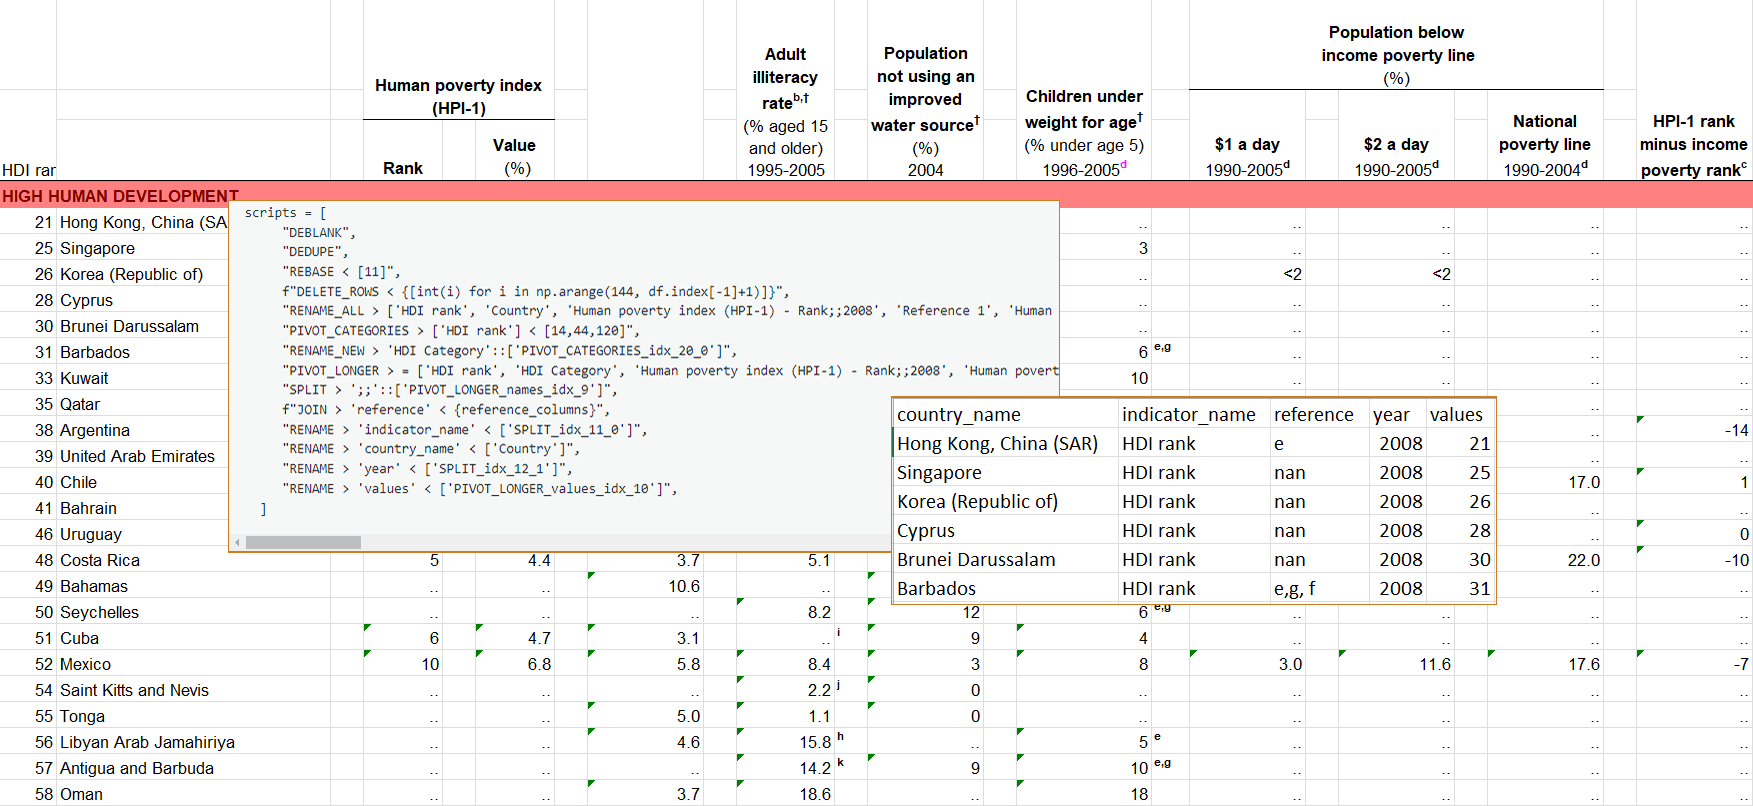 Population below
income poverty line
(%)
Human poverty index
(HPI-1)
Adult
illiteracy
rateb,†
(% aged 15
and older)
1995-2005
Population
not using an
improved
water source†
(%)
2004
Children under
weight for age†
(% under age 5)
1996-2005d
$1 a day
1990-2005d
$2 a day
1990-2005d
National
poverty line
1990-2004d
HPI-1 rank
minus income
poverty rankc
HDI ran
Rank
Value
(%)
HIGH HUMAN DEVELOPMENT
21 Hong Kong, China (SA .. .. .. .. ..
25 Singapore 3 .. .. .. ..
26 Korea (Republic of) .. <2 <2 .. ..
28 Cyprus .. .. .. .. ..
30 Brunei Darussalam .. .. .. .. ..
31 Barbados 6 e,g .. .. .. ..
33 Kuwait 10 .. .. .. ..
35 Qatar .. ..
38 Argentina .. -14
39 United Arab Emirates .. ..
40 Chile 17.0 1
41 Bahrain .. ..
46 Uruguay .. 0
48 Costa Rica 5 4.4 3.7 5.1 22.0 -10
49 Bahamas .. .. 10.6 .. .. ..
50 Seychelles .. .. .. 8.2 12 6 e,g .. .. .. ..
51 Cuba 6 4.7 3.1 .. i 9 4 .. .. .. ..
52 Mexico 10 6.8 5.8 8.4 3 8 3.0 11.6 17.6 -7
54 Saint Kitts and Nevis .. .. .. 2.2 j 0 .. .. .. .. ..
55 Tonga .. .. 5.0 1.1 0 .. .. .. .. ..
56 Libyan Arab Jamahiriya .. .. 4.6 15.8 h .. 5 e .. .. .. ..
57 Antigua and Barbuda .. .. .. 14.2 k 9 10 e,g .. .. .. ..
58 Oman .. .. 3.7 18.6 .. 18 .. .. .. ..
scripts = [
"DEBLANK",
"DEDUPE",
"REBASE < [11]",
f"DELETE_ROWS < {[int(i) for i in np.arange(144, df.index[-1]+1)]}",
"RENAME_ALL > ['HDI rank', 'Country', 'Human poverty index (HPI-1) - Rank;;2008', 'Reference 1', 'Human
"PIVOT_CATEGORIES > ['HDI rank'] < [14,44,120]",
"RENAME_NEW > 'HDI Category'::['PIVOT_CATEGORIES_idx_20_0']",
"PIVOT_LONGER > = ['HDI rank', 'HDI Category', 'Human poverty index (HPI-1) - Rank;;2008', 'Human povert
"SPLIT > ';;'::['PIVOT_LONGER_names_idx_9']",
f"JOIN > 'reference' < {reference_columns}",
"RENAME > 'indicator_name' < ['SPLIT_idx_11_0']",
"RENAME > 'country_name' < ['Country']",
"RENAME > 'year' < ['SPLIT_idx_12_1']",
"RENAME > 'values' < ['PIVOT_LONGER_values_idx_10']",
]
country_name indicator_name reference year values
Hong Kong, China (SAR) HDI rank e 2008 21
Singapore HDI rank nan 2008 25
Korea (Republic of) HDI rank nan 2008 26
Cyprus HDI rank nan 2008 28
Brunei Darussalam HDI rank nan 2008 30
Barbados HDI rank e,g, f 2008 31